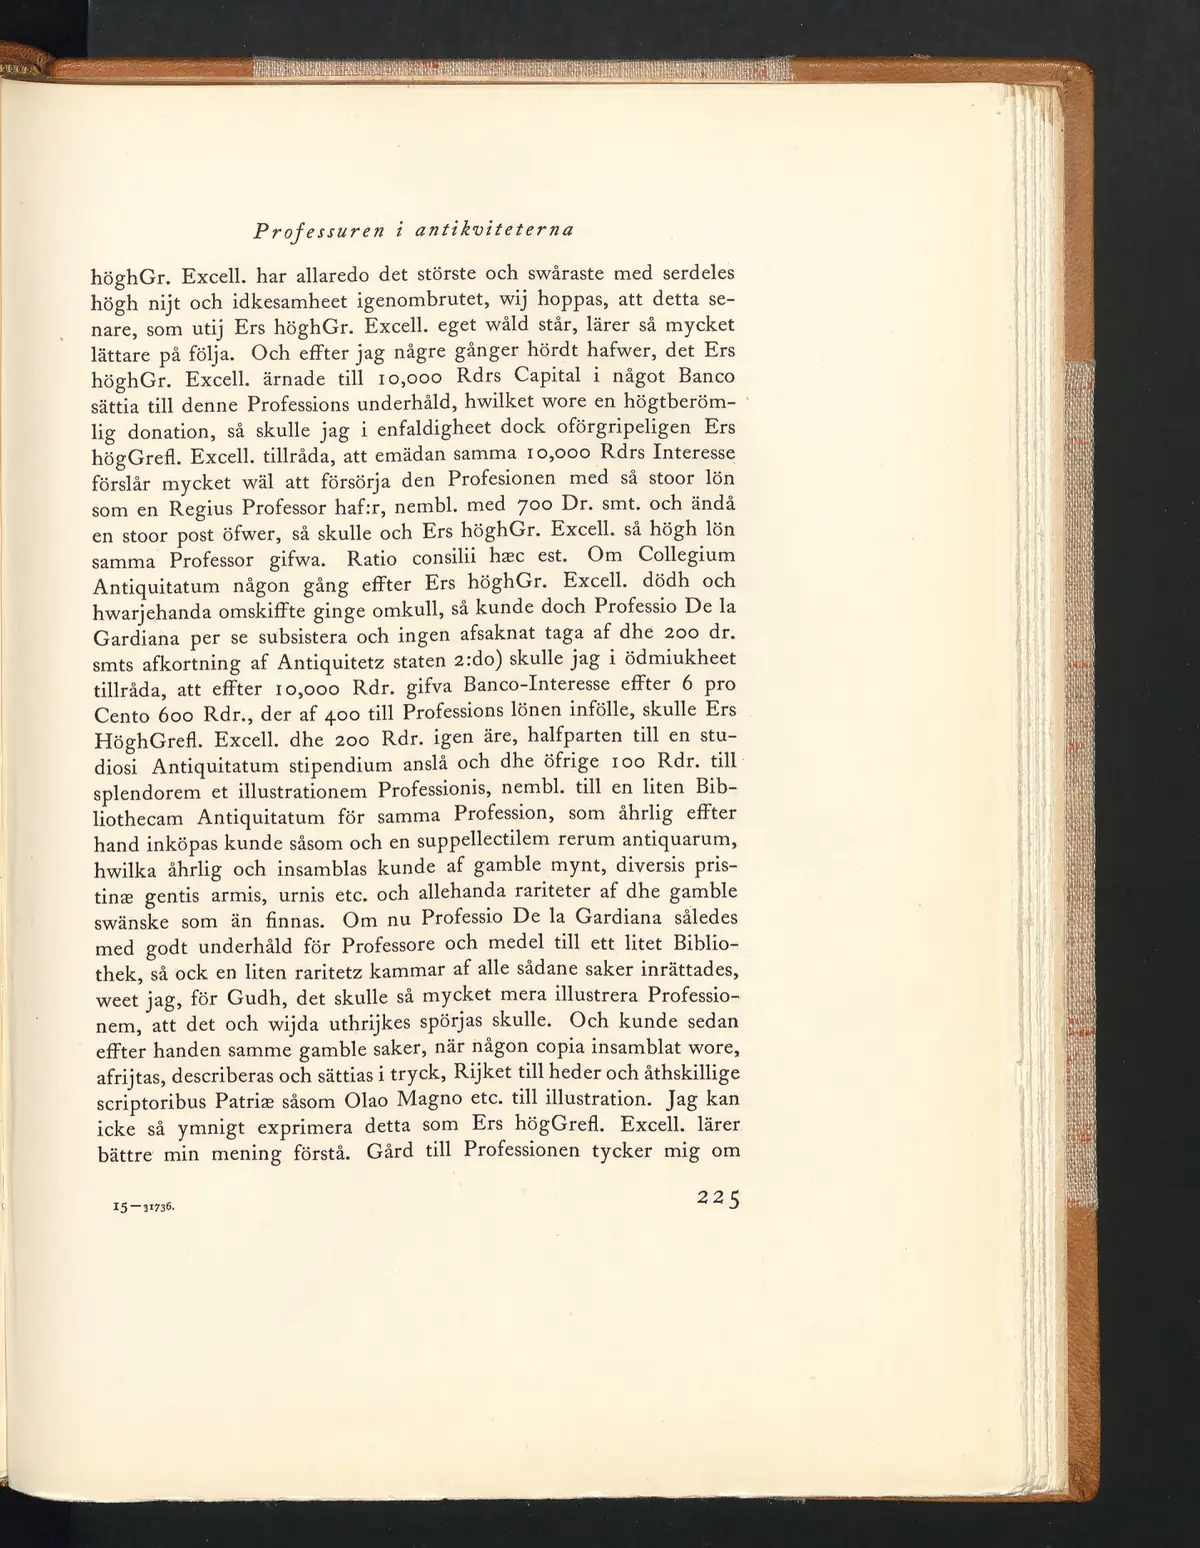 Professuren i antikviteterna
höghGr. Excell. har allaredo det störste och swåraste med serdeles
högh nijt och idkesamheet igenombrutet, wij hoppas, att detta se-
nare, som utij Ers höghGr. Excell. eget wåld står, lärer så mycket
lättare på följa. Och effter jag någre gånger hördt hafwer, det Ers
höghGr. Excell. ärnade till 10,000 Rdrs Capital i något Banco
sättia till denne Professions underhåld, hwilket wore en högtberöm-
lig donation, så skulle jag i enfaldigheet dock oförgripeligen Ers
högGrefl. Excell. tillråda, att emädan samma 10,000 Rdrs Interesse
förslår mycket wäl att försörja den Profesionen med så stoor lön
som en Regius Professor haf:r, nembl. med 700 Dr. smt. och ändå
en stoor post öfwer, så skulle och Ers höghGr. Excell. så högh lön
samma Professor gifwa. Ratio consilii hæc est. Om Collegium
Antiquitatum någon gång effter Ers höghGr. Excell. dödh och
hwarjehanda omskiffte ginge omkull, så kunde doch Professio De la
Gardiana per se subsistera och ingen afsaknat taga af dhe 200 dr.
smts afkortning af Antiquitetz staten 2:do) skulle jag i ödmiukheet
tillråda, att effter 10,000 Rdr. gifva Banco-Interesse effter 6 pro
Cento 600 Rdr., der af 400 till Professions lönen infölle, skulle Ers
HöghGrefl. Excell. dhe 200 Rdr. igen äre, halfparten till en stu-
diosi Antiquitatum stipendium anslå och dhe öfrige 100 Rdr. till
splendorem et illustrationem Professionis, nembl. till en liten Bib-
liothecam Antiquitatum för samma Profession, som åhrlig effter
hand inköpas kunde såsom och en suppellectilem rerum antiquarum,
hwilka åhrlig och insamblas kunde af gamble mynt, diversis pris-
tinæ gentis armis, urnis etc. och allehanda rariteter af dhe gamble
swänske som än finnas. Om nu Professio De la Gardiana således
med godt underhåld för Professore och medel till ett litet Biblio-
thek, så ock en liten raritetz kammar af alle sådane saker inrättades,
weet jag, för Gudh, det skulle så mycket mera illustrera Professio-
nem, att det och wijda uthrijkes spörjas skulle. Och kunde sedan
effter handen samme gamble saker, när någon copia insamblat wore,
afrijtas, describeras och sättias i tryck, Rijket till heder och åthskillige
scriptoribus Patriæ såsom Olao Magno etc. till illustration. Jag kan
icke så ymnigt exprimera detta som Ers högGrefl. Excell. lärer
bättre min mening förstå. Gård till Professionen tycker mig om
15—31736.
225